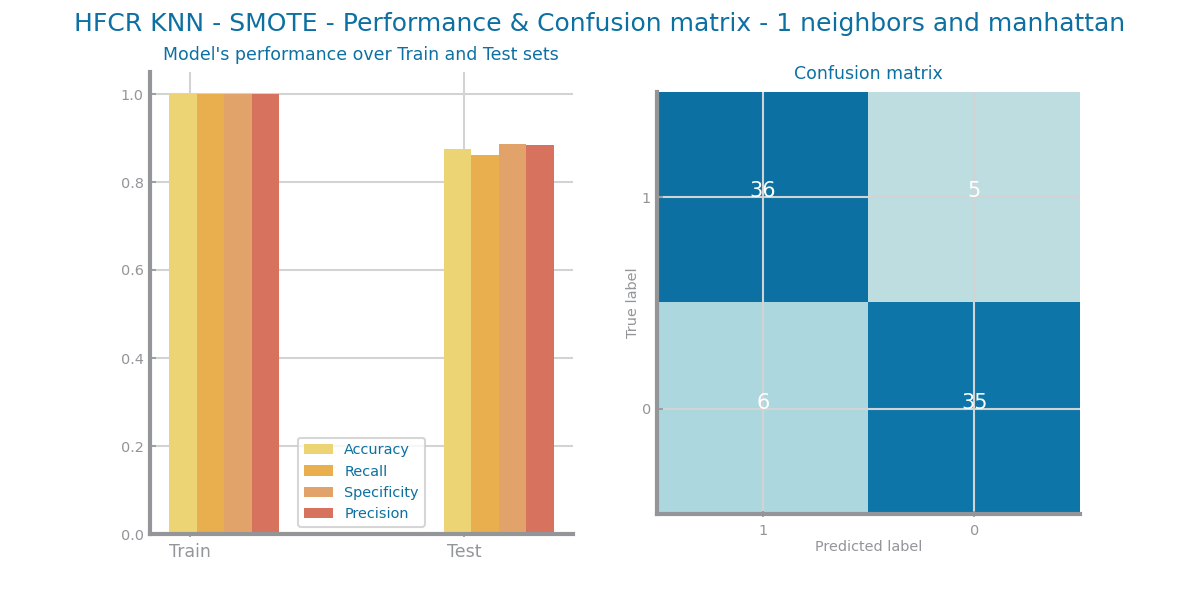 HFCR KNN - SMOTE - Performance & Confusion matrix - 1 neighbors and manhattan
Model's performance over Train and Test sets
1.0
0.8
0.6
0.4
0.2
0.0
Train
Test
Accuracy
Recall
Specificity
Precision
Confusion matrix
True label
1
0
36
5
6
35
1
0
Predicted label